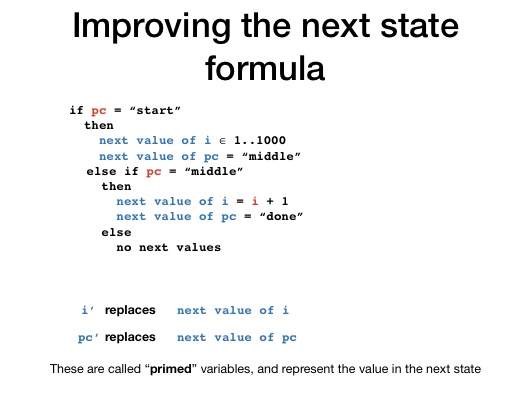 Improving the next state
formula
if pc = “start”
then
next value of i ∈ 1..1000
next value of pc = “middle”
else if pc = “middle”
then
next value of i = i + 1
next value of pc = “done”
else
no next values
i’ replaces next value of i
pc’ replaces next value of pc
These are called “primed” variables, and represent the value in the next state